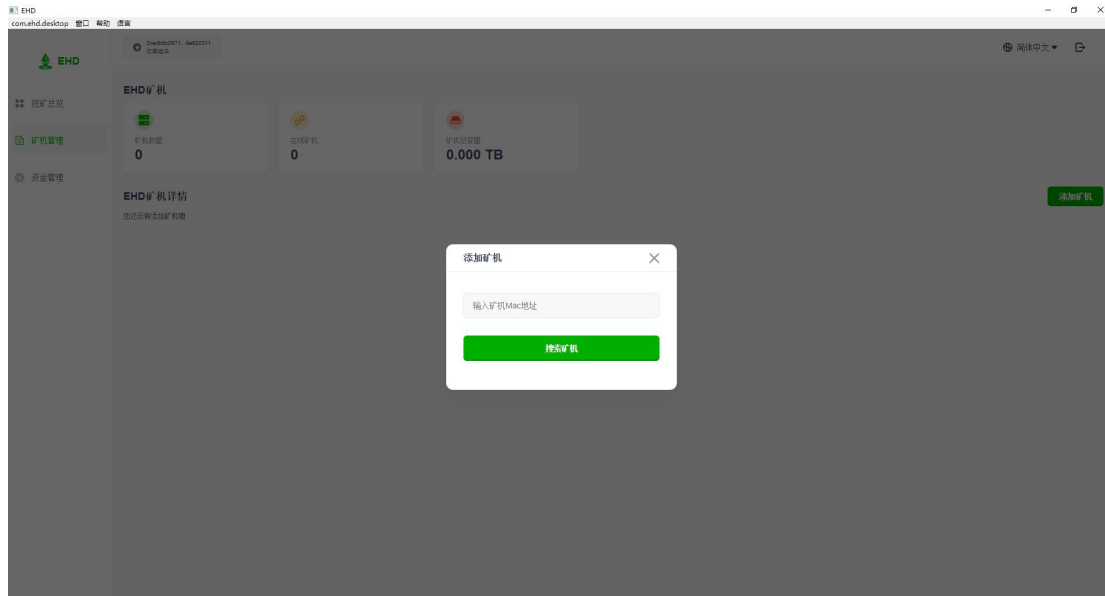 EHD
com.ehd.desktop 窗口 帮助 语言
EHD
简体中文
挖矿总览
矿机管理
资金管理
EHD矿机
矿机数量
0
在线矿机
0
矿机总容量
0.000 TB
EHD矿机详情
添加矿机
您还没有添加矿机喔
添加矿机
输入矿机Mac地址
搜索矿机